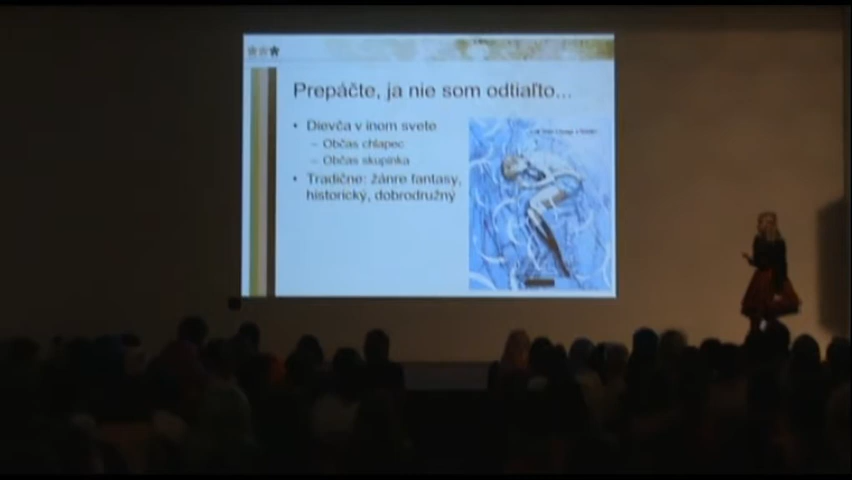 Prepáčte, ja nie som odtiaľto...
• Dievča v inom svete
– Občas chlapec
– Občas skupinka
• Tradične: žánre fantasy,
historický, dobrodružný